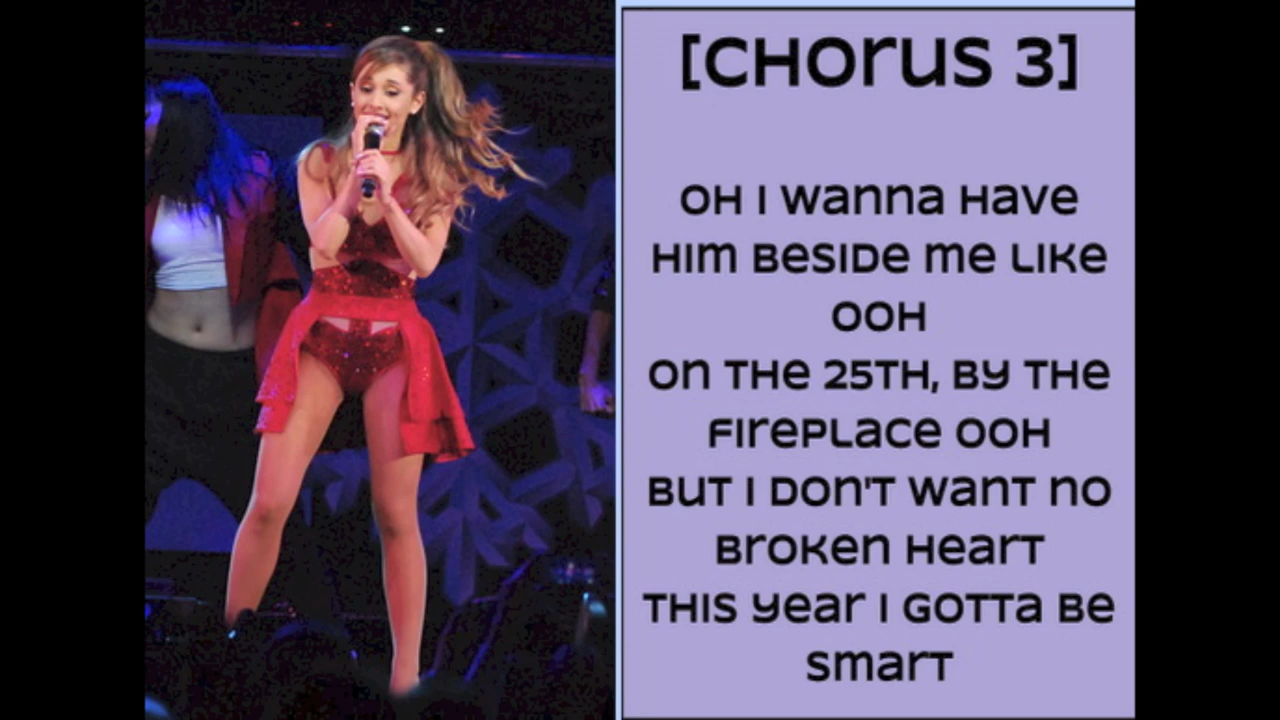 [CHORUS 3]
OH I WANNA HAVE
HIM BESIDE ME LIKE
OOH
ON THE 25TH, BY THE
FIREPLACE OOH
BUT I DON'T WANT NO
BROKEN HEART
THIS YEAR I GOTTA BE
SMART